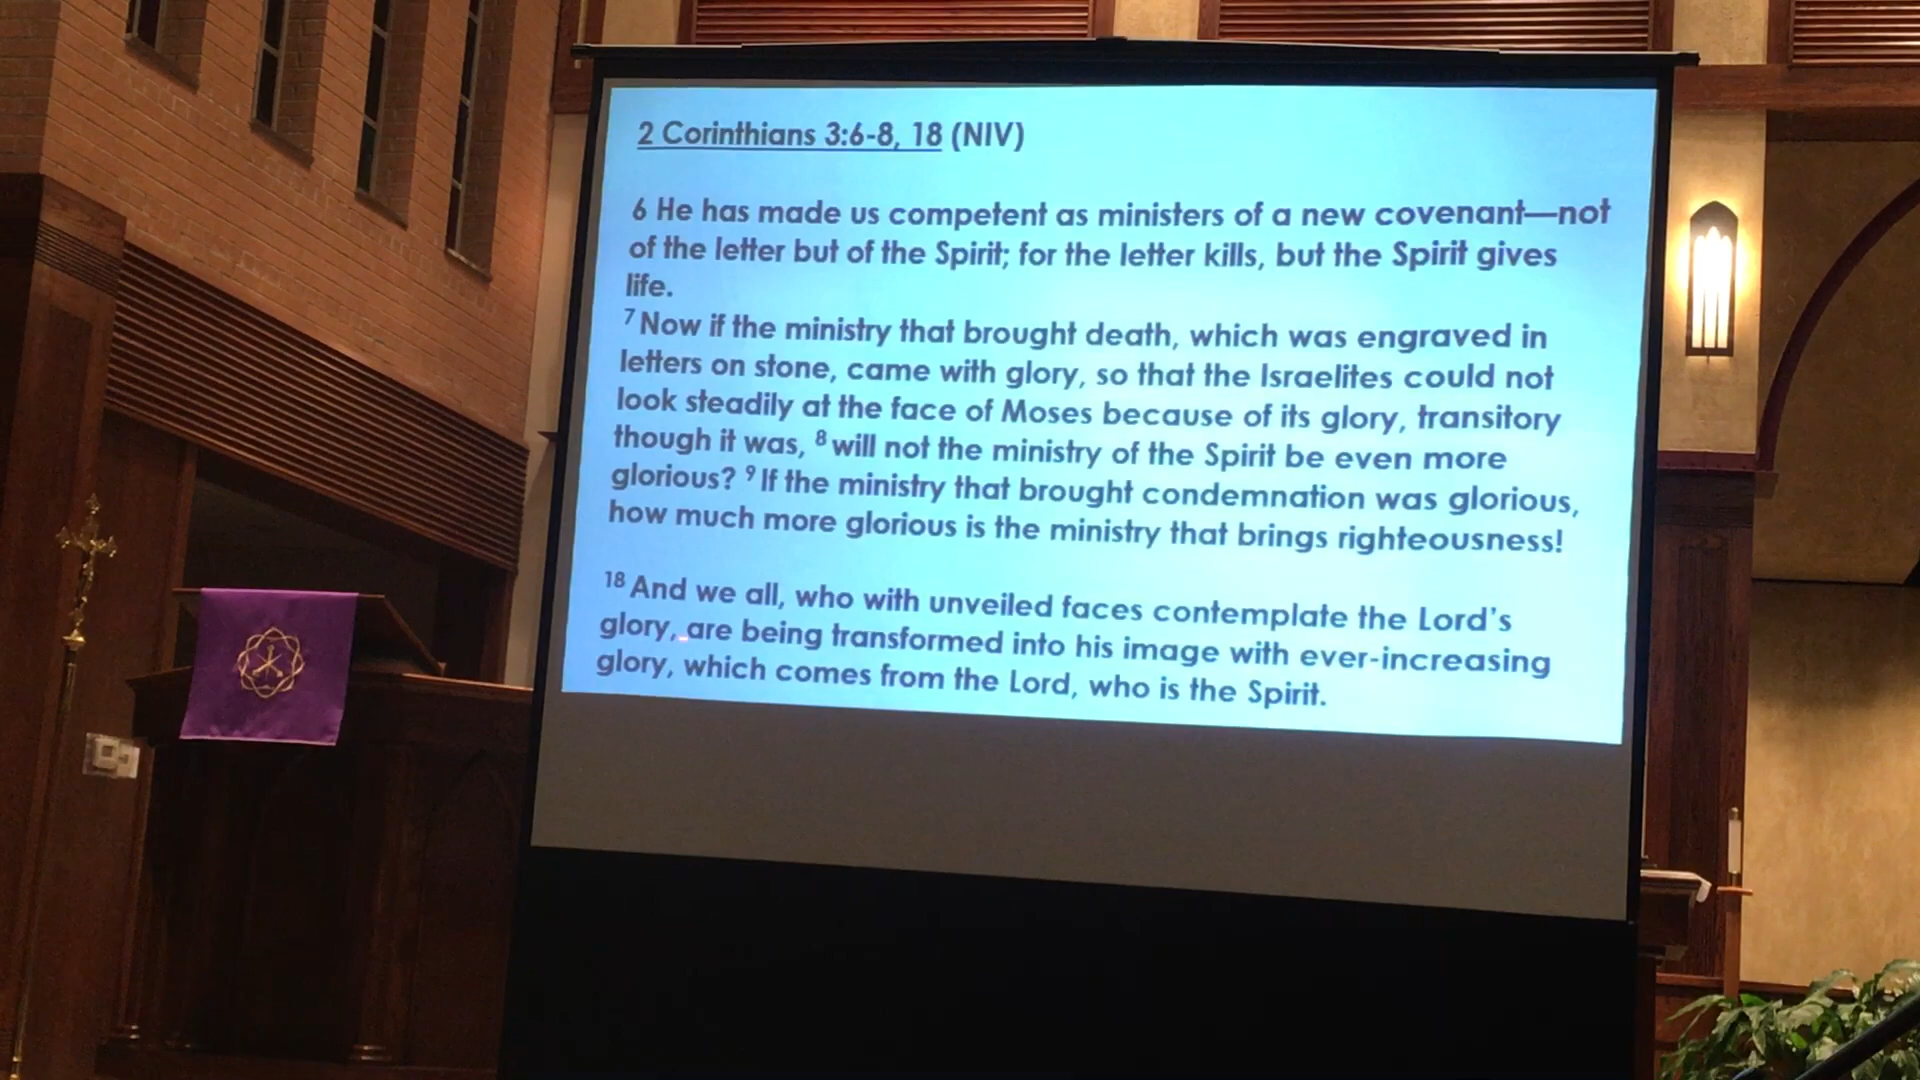 2 Corinthians 3:6-8, 18 (NIV)
6 He has made us competent as ministers of a new covenant—not
of the letter but of the Spirit; for the letter kills, but the Spirit gives
life.
7 Now if the ministry that brought death, which was engraved in
letters on stone, came with glory, so that the Israelites could not
look steadily at the face of Moses because of its glory, transitory
though it was, 8 will not the ministry of the Spirit be even more
glorious? 9 If the ministry that brought condemnation was glorious,
how much more glorious is the ministry that brings righteousness!
18 And we all, who with unveiled faces contemplate the Lord's
glory, are being transformed into his image with ever-increasing
glory, which comes from the Lord, who is the Spirit.